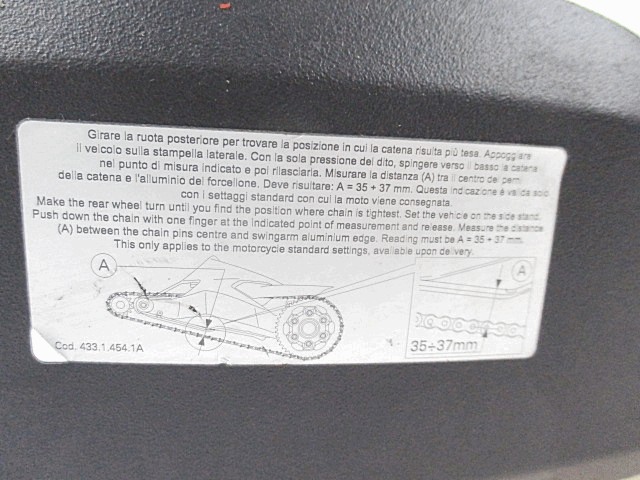 Girare la ruota posteriore per trovare la posizione in cui la catena risulta più tesa. Appoggiare
il veicolo sulla stampella laterale. Con la sola pressione del dito, spingere verso il basso la catena
nel punto di misura indicato e poi rilasciarla. Misurare la distanza (A) tra il centro dei perni
della catena e l'alluminio del forcellone. Deve risultare: A = 35 ÷ 37 mm. Questa indicazione è valida solo
con i settaggi standard con cui la moto viene consegnata.
Make the rear wheel turn until you find the position where chain is tightest. Set the vehicle on the side stand.
Push down the chain with one finger at the indicated point of measurement and release. Measure the distance
(A) between the chain pins centre and swingarm aluminium edge. Reading must be A = 35 ÷ 37 mm.
This only applies to the motorcycle standard settings, available upon delivery.
A
A
35÷37mm
Cod. 433.1.454.1A